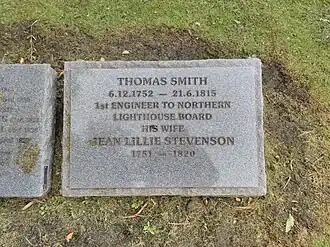 THOMAS SMITH
6.12.1752 — 21.6.1815
1st ENGINEER TO NORTHERN
LIGHTHOUSE BOARD
HIS WIFE
JEAN LILLIE STEVENSON
1751 — 1820